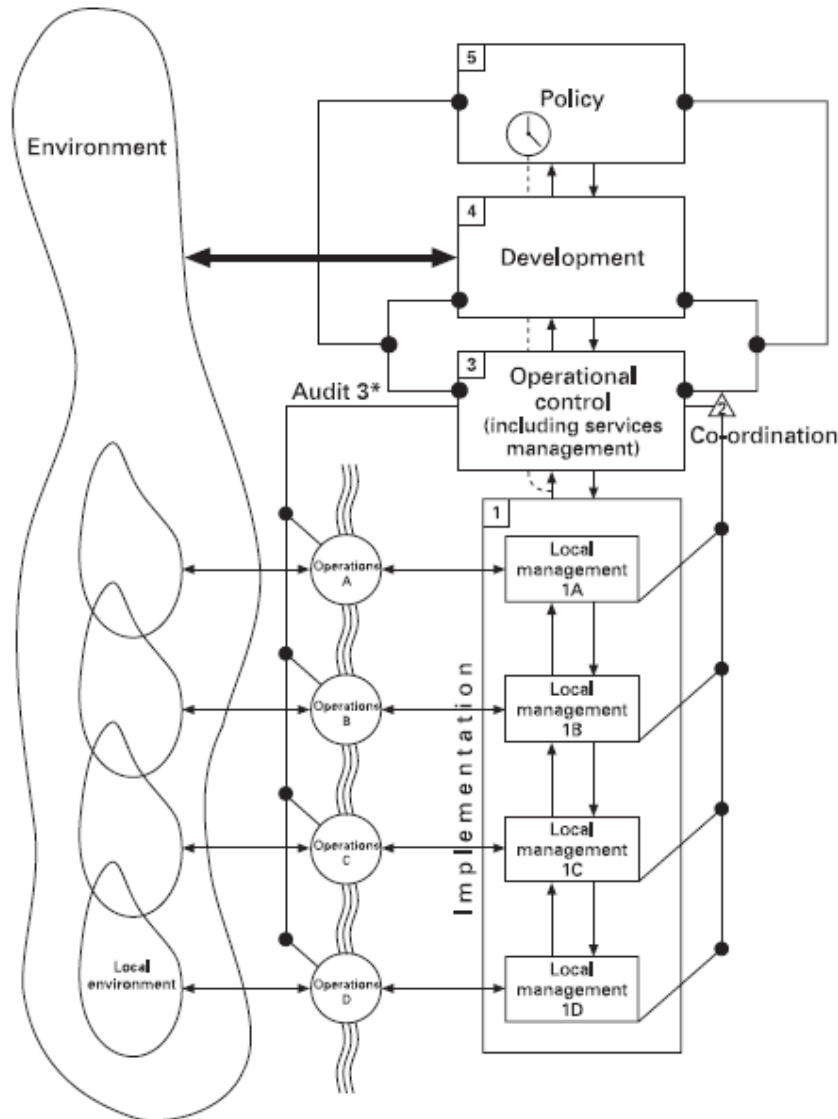 5
Policy
Environment
4
Development
3
Operational
control
(including services
management)
Audit 3*
2
Co-ordination
1
Implementation
Operations
A
Local
management
1A
Operations
B
Local
management
1B
Operations
C
Local
management
1C
Local
environment
Operations
D
Local
management
1D